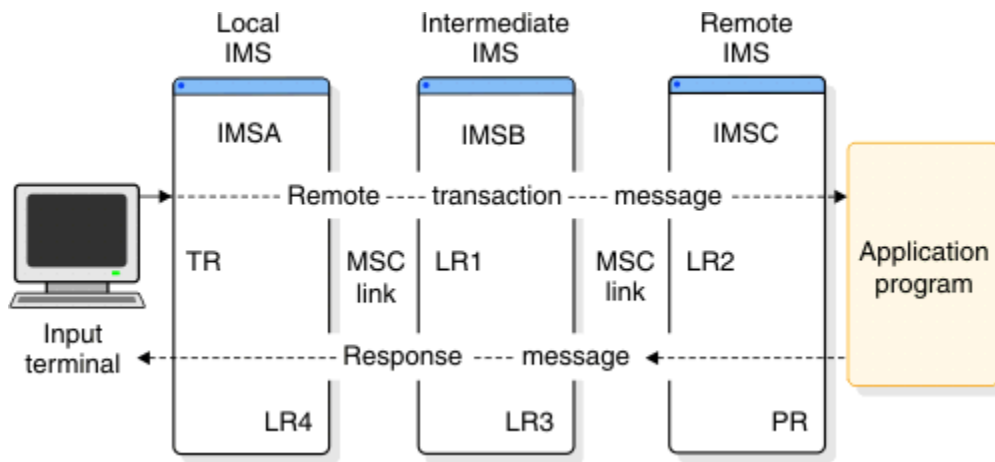 Local
IMS
Intermediate
IMS
Remote
IMS
IMSA
IMSB
IMSC
Remote transaction message
TR
MSC
link
LR1
MSC
link
LR2
Application
program
Input
terminal
Response message
LR4
LR3
PR